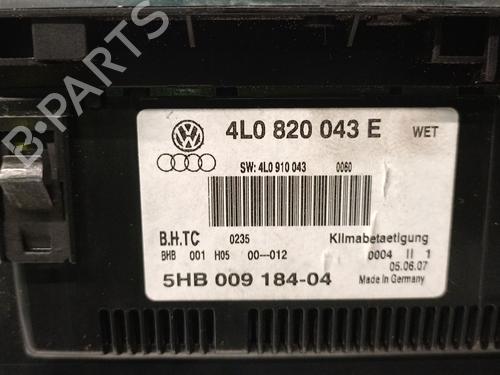 B-PARTS
4L0 820 043 E WET
SW: 4L0 910 043 0060
B.H.TC 0235 Klimabetaetigung
BHB 001 H05 00-012 0004 II 1
05.06.07
5HB 009 184-04 Made in Germany